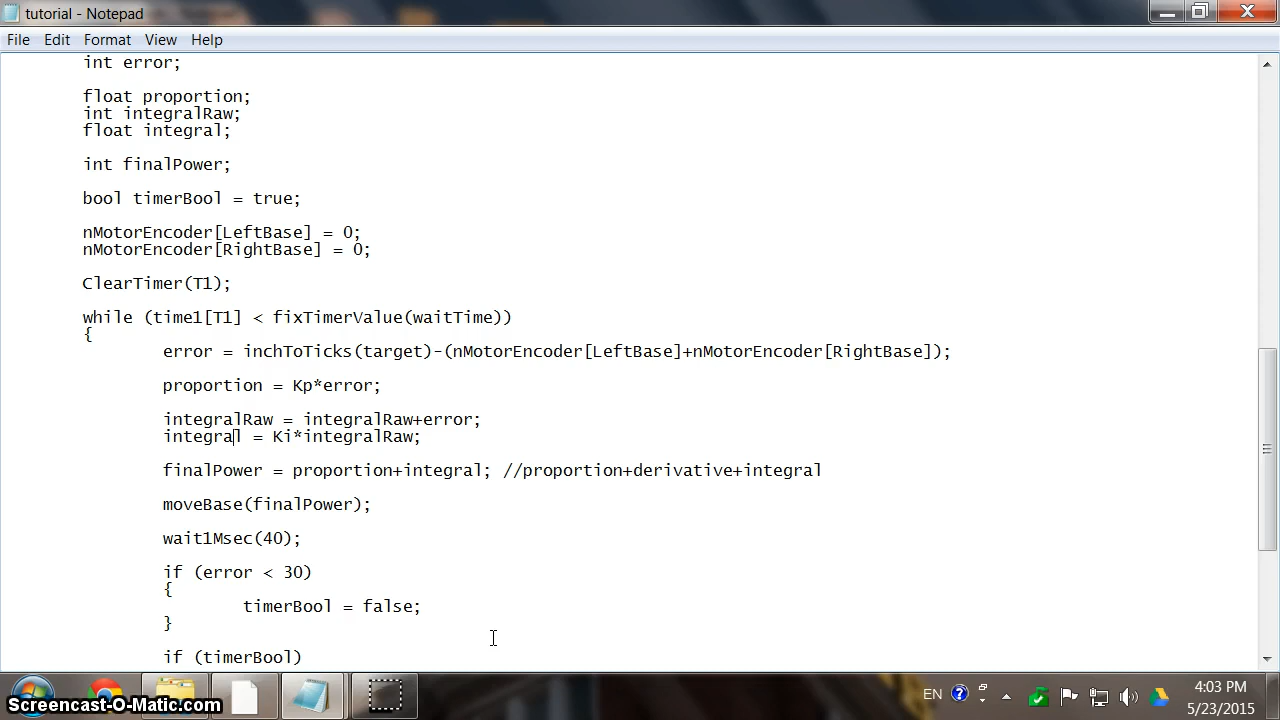 tutorial - Notepad
File Edit Format View Help
int error;
float proportion;
int integralRaw;
float integral;
int finalPower;
bool timerBool = true;
nMotorEncoder[LeftBase] = 0;
nMotorEncoder[RightBase] = 0;
ClearTimer(T1);
while (time1[T1] < fixTimerValue(waitTime))
{
error = inchToTicks(target)-(nMotorEncoder[LeftBase]+nMotorEncoder[RightBase]);
proportion = Kp*error;
integralRaw = integralRaw+error;
integral = Ki*integralRaw;
finalPower = proportion+integral; //proportion+derivative+integral
moveBase(finalPower);
wait1Msec(40);
if (error < 30)
{
timerBool = false;
}
if (timerBool)
EN
4:03 PM
5/23/2015
Screencast-O-Matic.com